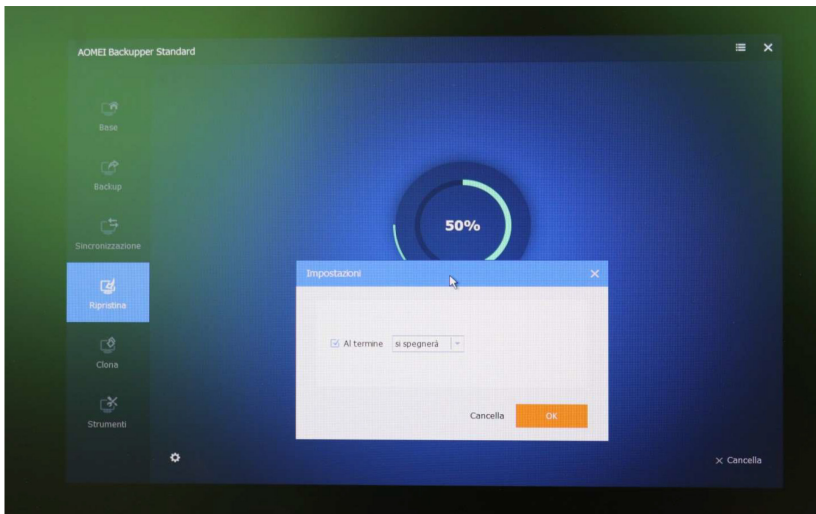 AOMEI Backupper Standard
Base
Backup
Sincronizzazione
Ripristina
Clona
Strumenti
50%
Impostazioni
Al termine si spegnerà
Cancella OK
Cancella